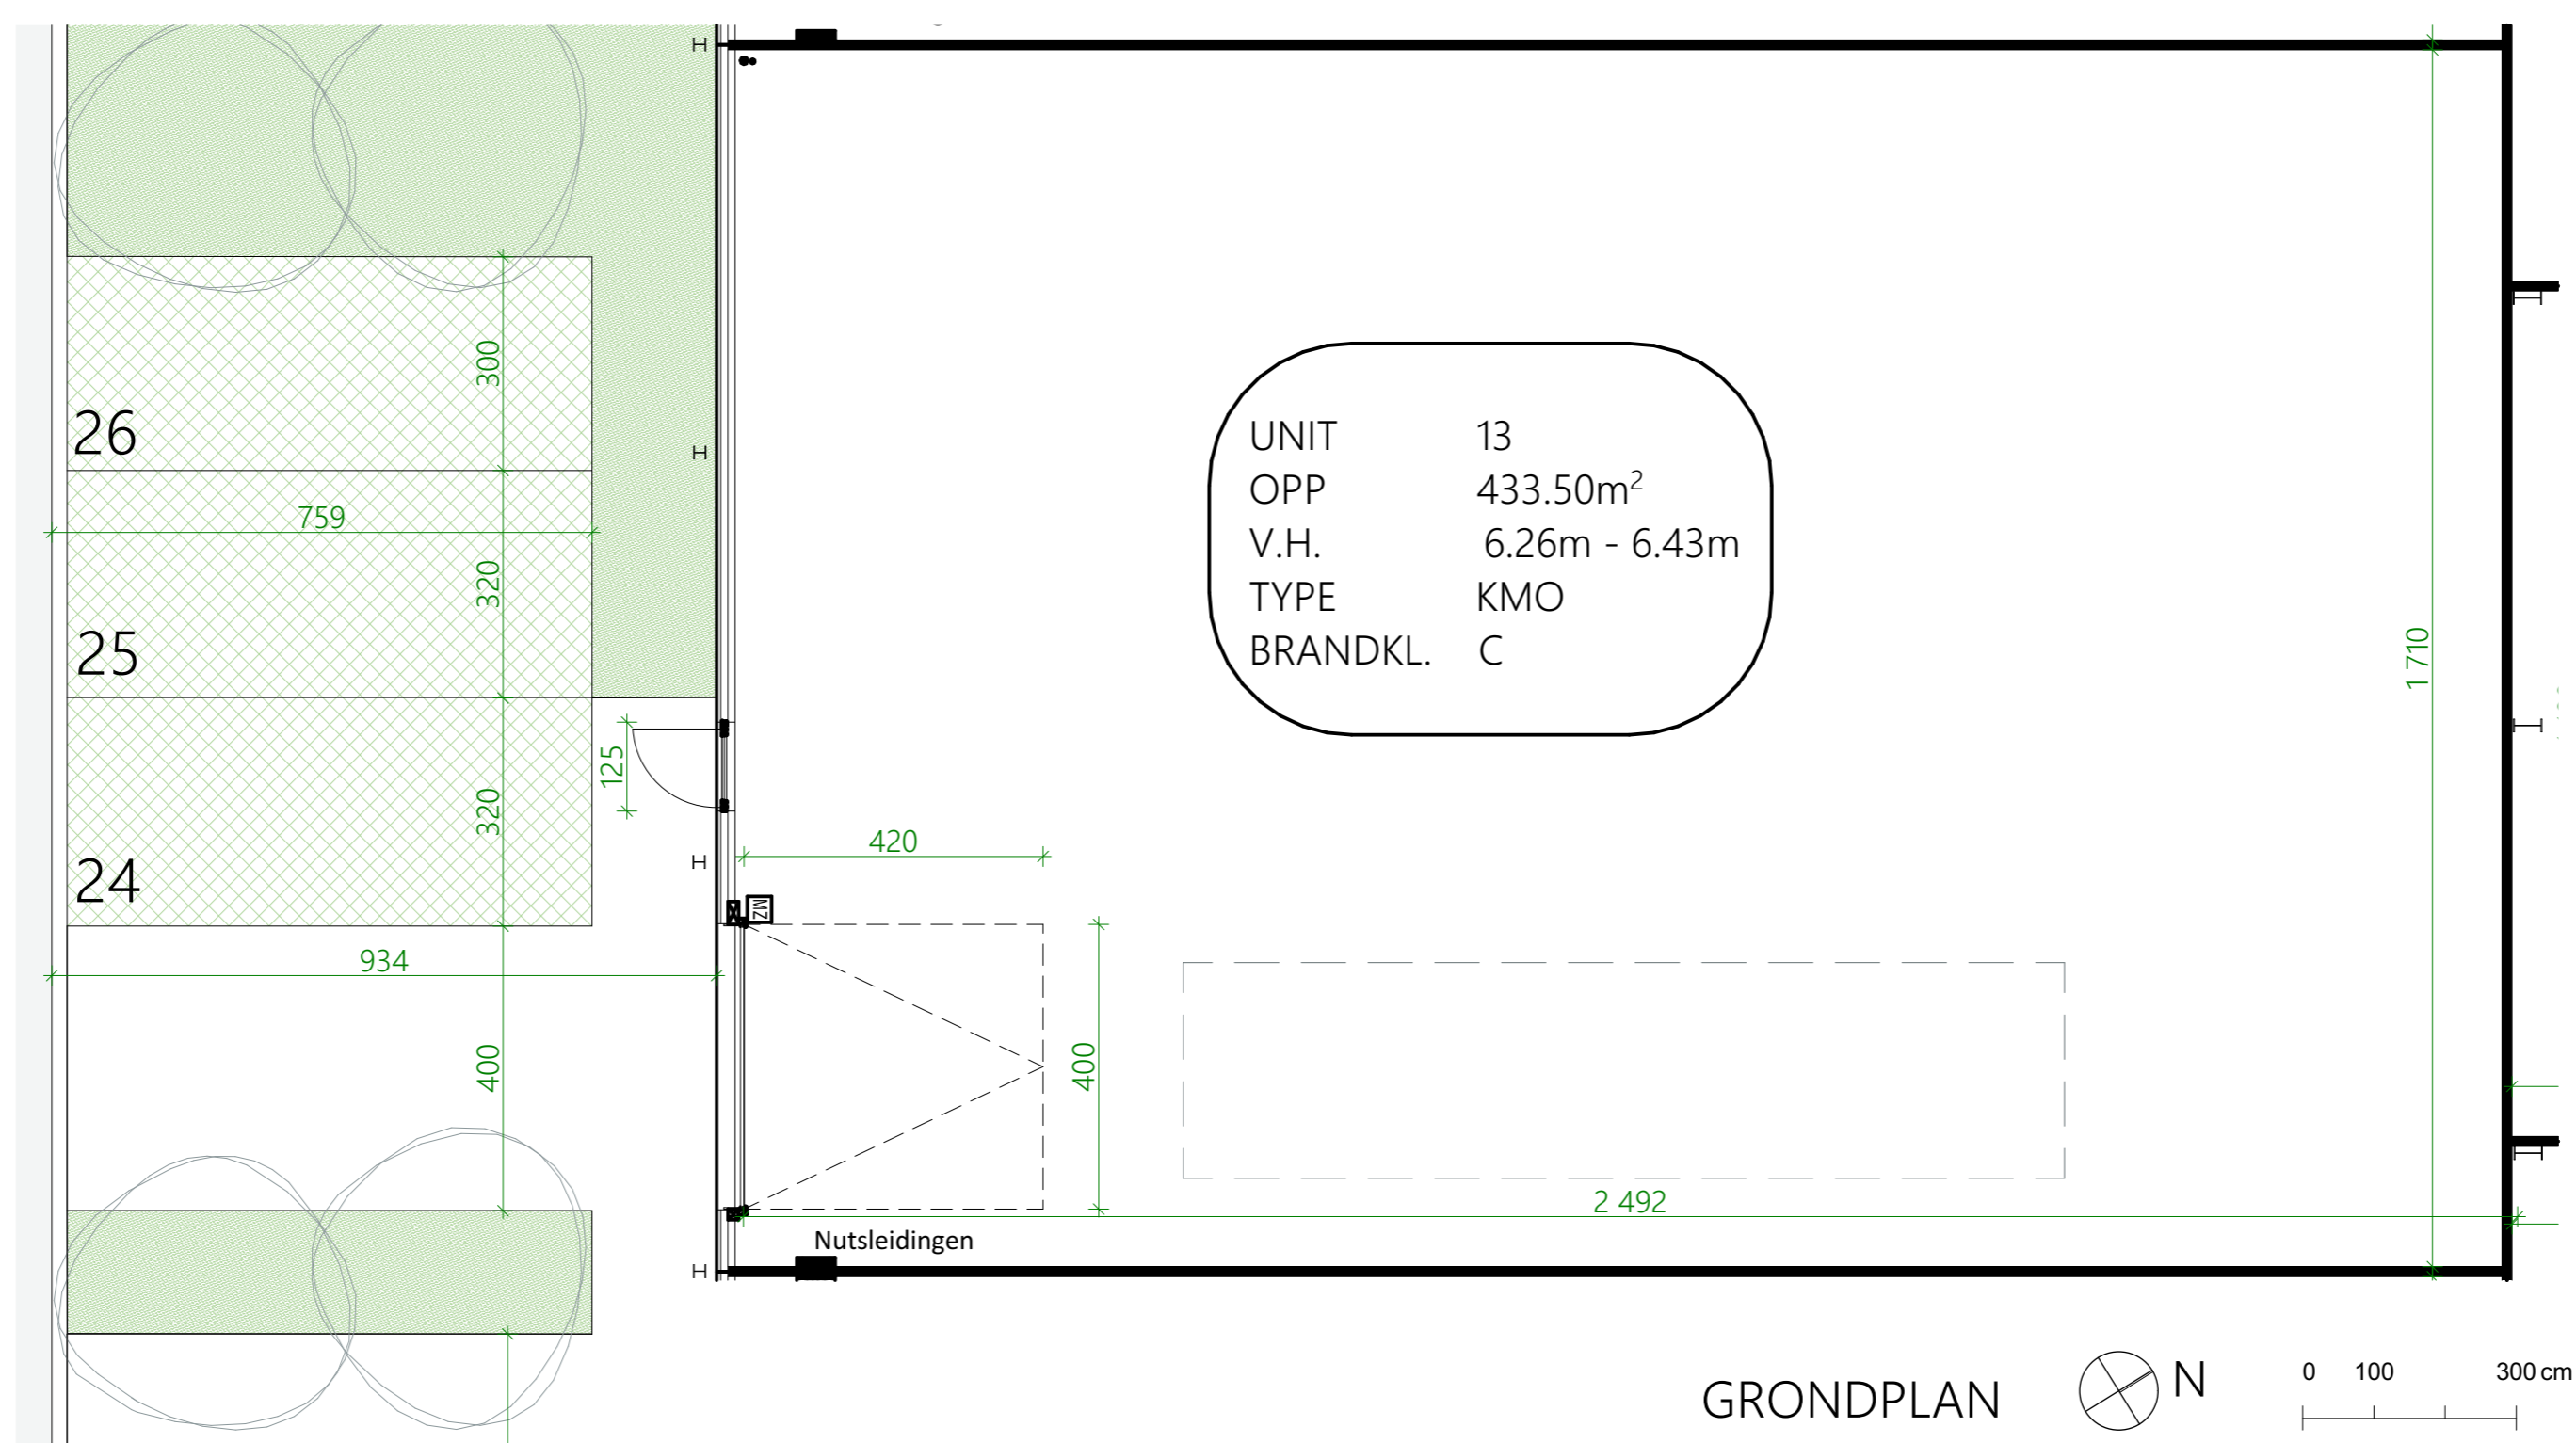 H
300
26
H
UNIT 13
OPP 433.50m²
V.H. 6.26m - 6.43m
TYPE KMO
BRANDKL. C
759
320
25
1 710
125
320
24
420
H
MZ
934
400
400
2 492
Nutsleidingen
H
GRONDPLAN
N
0 100 300 cm